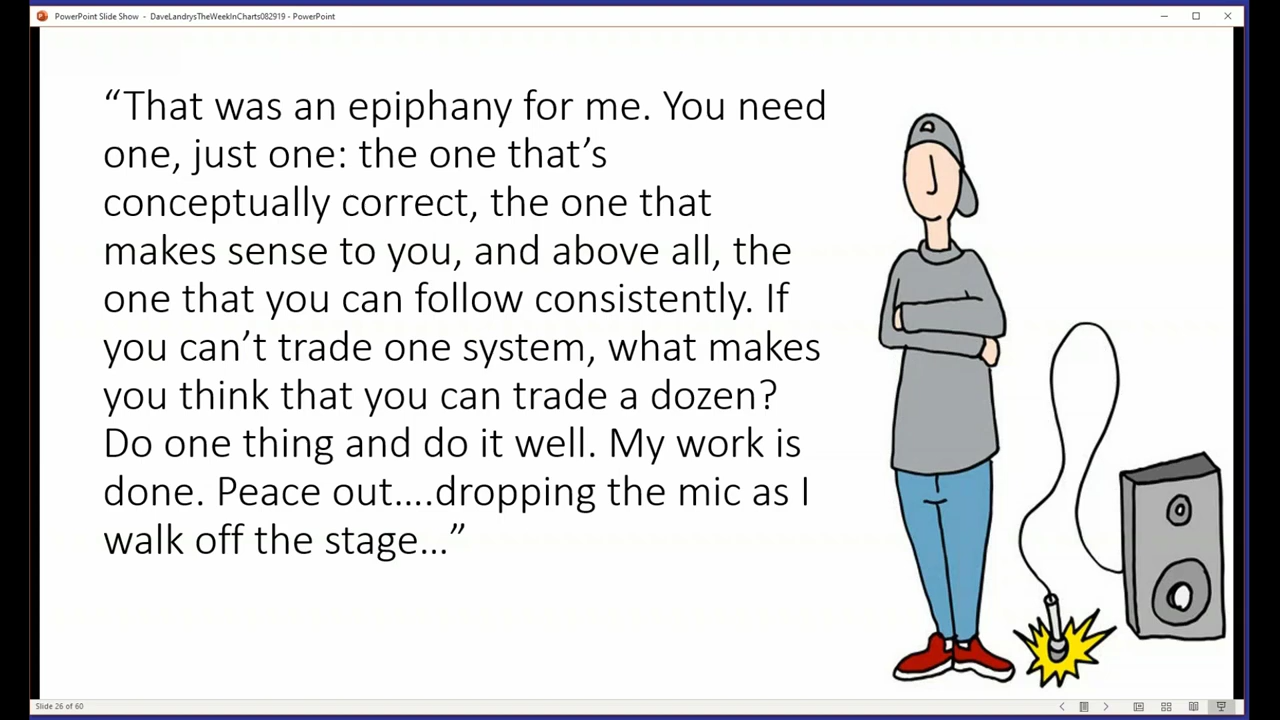 PowerPoint Slide Show - DaveLandrysTheWeekInCharts082919 - PowerPoint
“That was an epiphany for me. You need
one, just one: the one that’s
conceptually correct, the one that
makes sense to you, and above all, the
one that you can follow consistently. If
you can’t trade one system, what makes
you think that you can trade a dozen?
Do one thing and do it well. My work is
done. Peace out....dropping the mic as I
walk off the stage…”
Slide 26 of 60